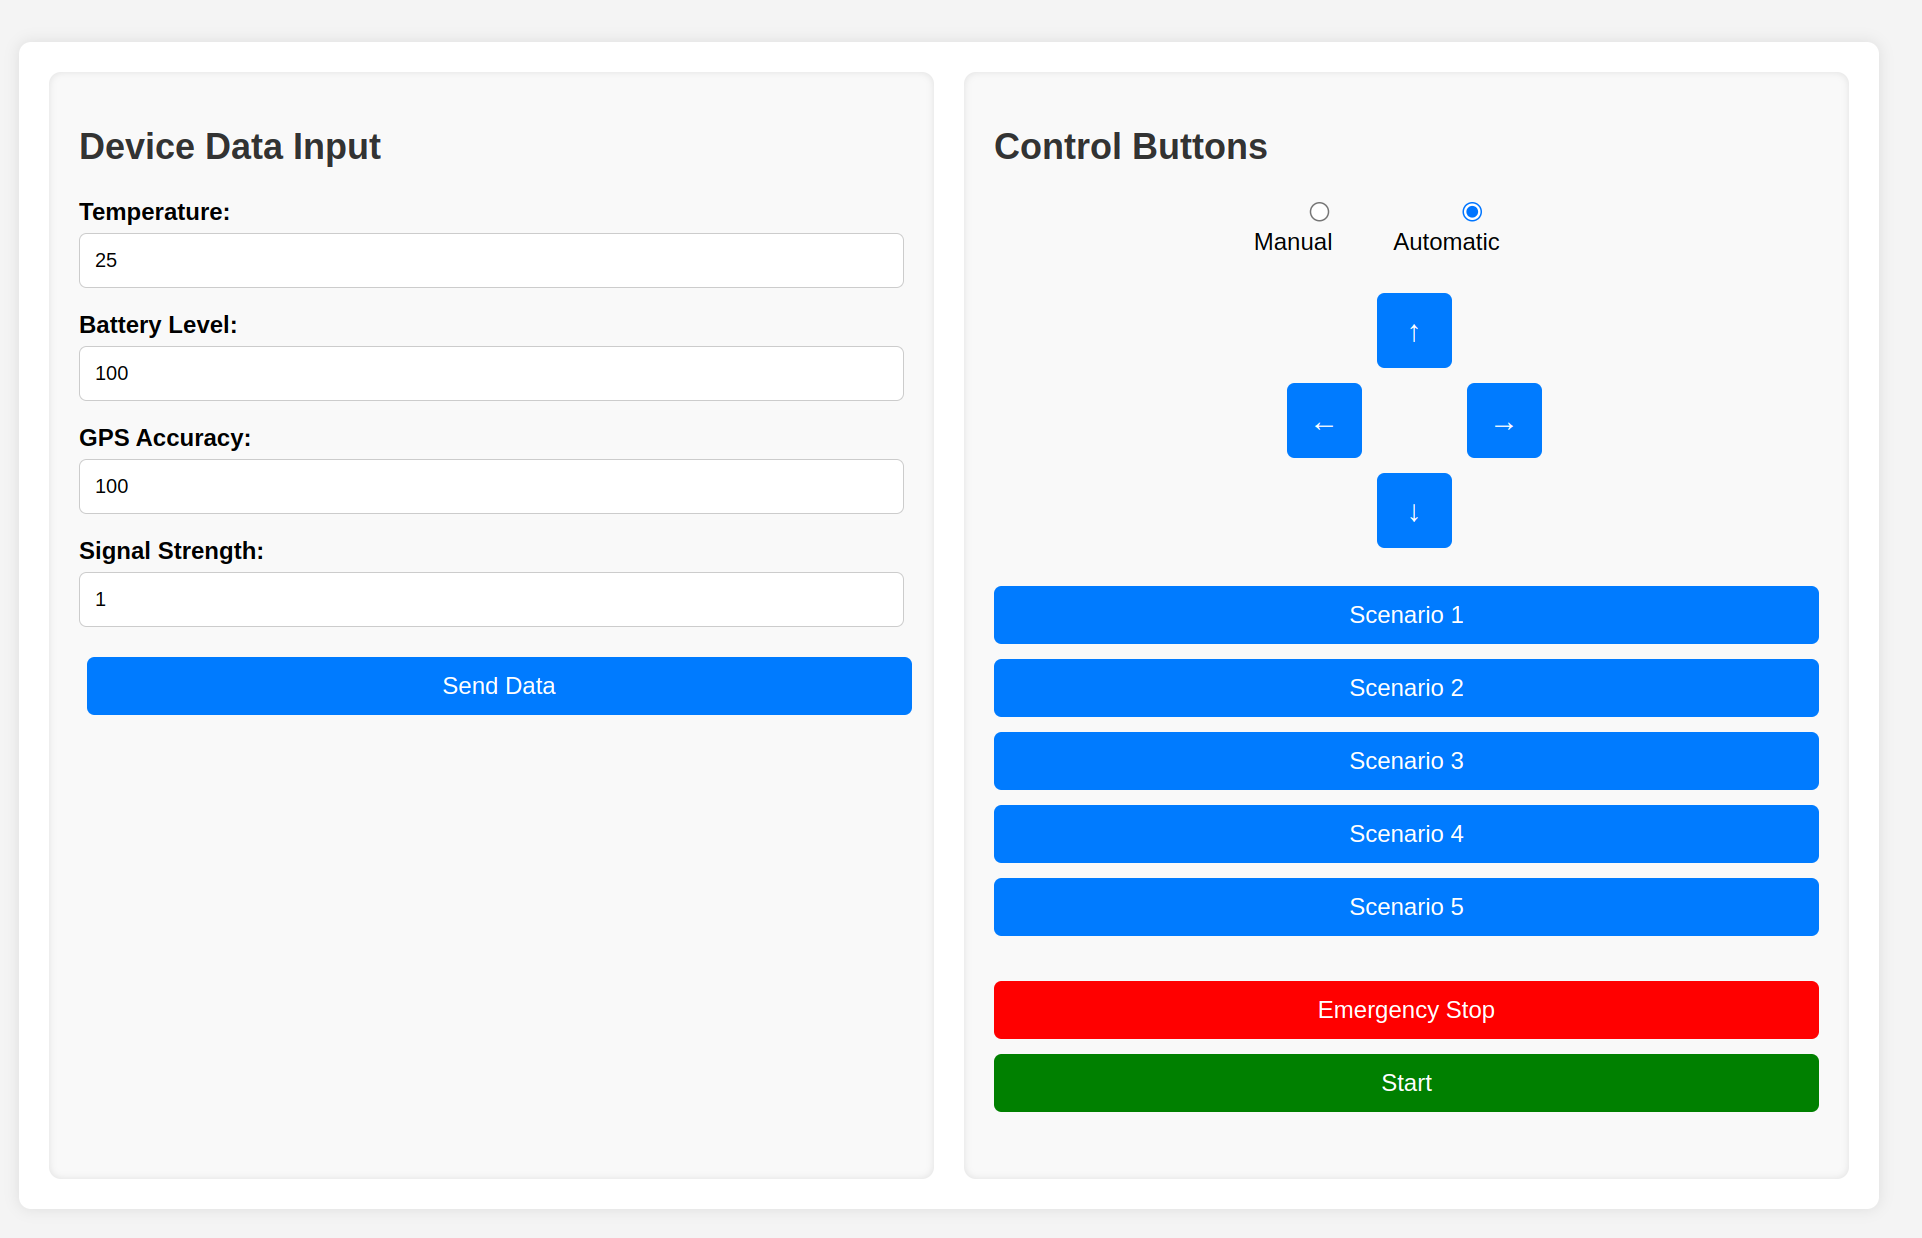 Device Data Input
Temperature:
25
Battery Level:
100
GPS Accuracy:
100
Signal Strength:
1
Send Data
Control Buttons
Manual Automatic
↑
← →
↓
Scenario 1
Scenario 2
Scenario 3
Scenario 4
Scenario 5
Emergency Stop
Start